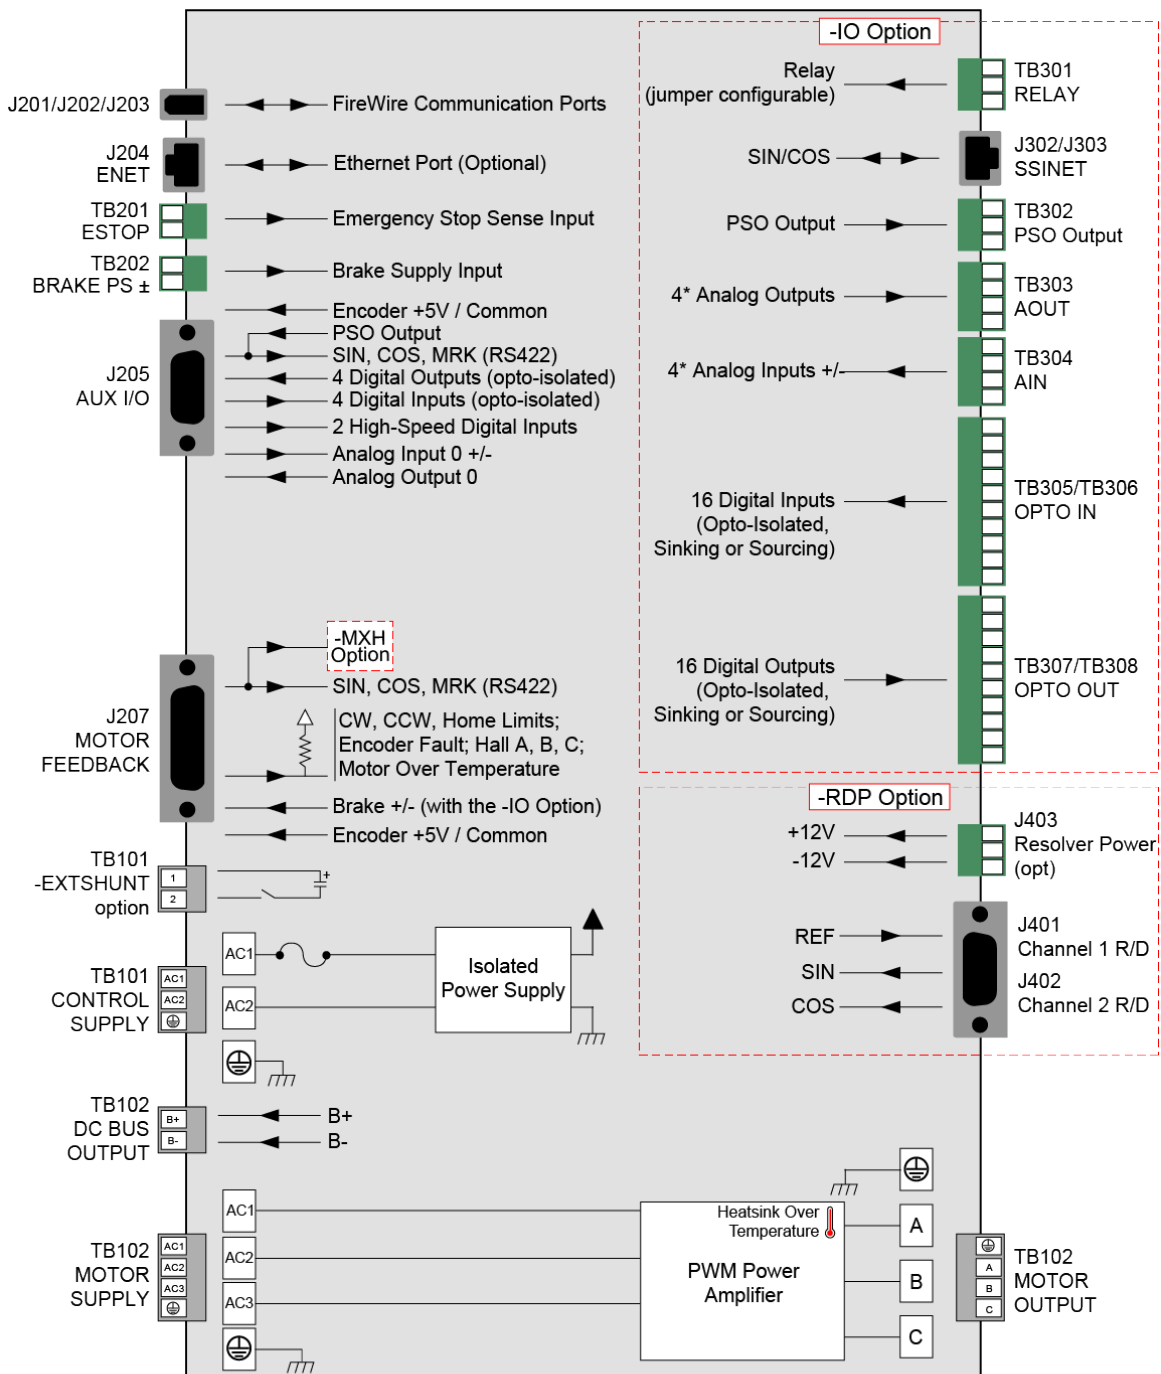 J201/J202/J203
FireWire Communication Ports
J204
ENET
Ethernet Port (Optional)
TB201
ESTOP
Emergency Stop Sense Input
TB202
BRAKE PS ±
Brake Supply Input
J205
AUX I/O
Encoder +5V / Common
PSO Output
SIN, COS, MRK (RS422)
4 Digital Outputs (opto-isolated)
4 Digital Inputs (opto-isolated)
2 High-Speed Digital Inputs
Analog Input 0 +/-
Analog Output 0
J207
MOTOR
FEEDBACK
-MXH
Option
SIN, COS, MRK (RS422)
CW, CCW, Home Limits;
Encoder Fault; Hall A, B, C;
Motor Over Temperature
Brake +/- (with the -IO Option)
Encoder +5V / Common
TB101
-EXTSHUNT
option
1
2
+
TB101
CONTROL
SUPPLY
AC1
AC2
AC1
AC2
Isolated
Power Supply
TB102
DC BUS
OUTPUT
B+
B-
B+
B-
TB102
MOTOR
SUPPLY
AC1
AC2
AC3
AC1
AC2
AC3
Heatsink Over
Temperature
PWM Power
Amplifier
A
B
C
A
B
C
TB102
MOTOR
OUTPUT
-IO Option
Relay
(jumper configurable)
TB301
RELAY
SIN/COS
J302/J303
SSINET
PSO Output
TB302
PSO Output
4* Analog Outputs
TB303
AOUT
4* Analog Inputs +/-
TB304
AIN
16 Digital Inputs
(Opto-Isolated,
Sinking or Sourcing)
TB305/TB306
OPTO IN
16 Digital Outputs
(Opto-Isolated,
Sinking or Sourcing)
TB307/TB308
OPTO OUT
-RDP Option
+12V
-12V
J403
Resolver Power
(opt)
REF
SIN
COS
J401
Channel 1 R/D
J402
Channel 2 R/D